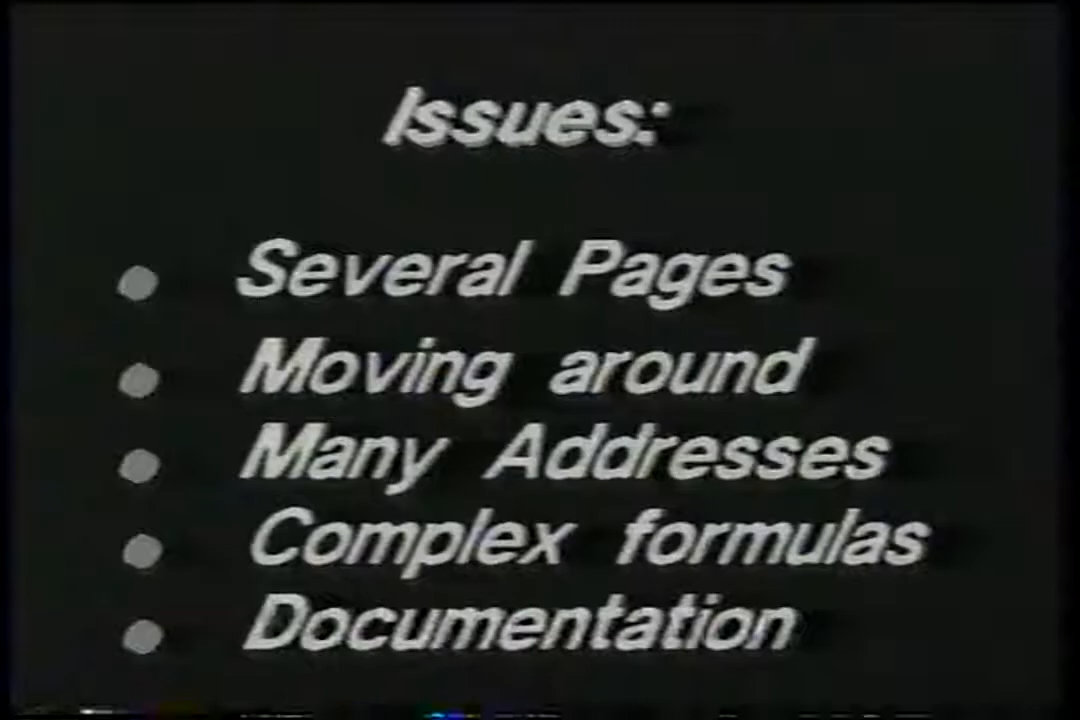 Issues:
Several Pages
Moving around
Many Addresses
Complex formulas
Documentation